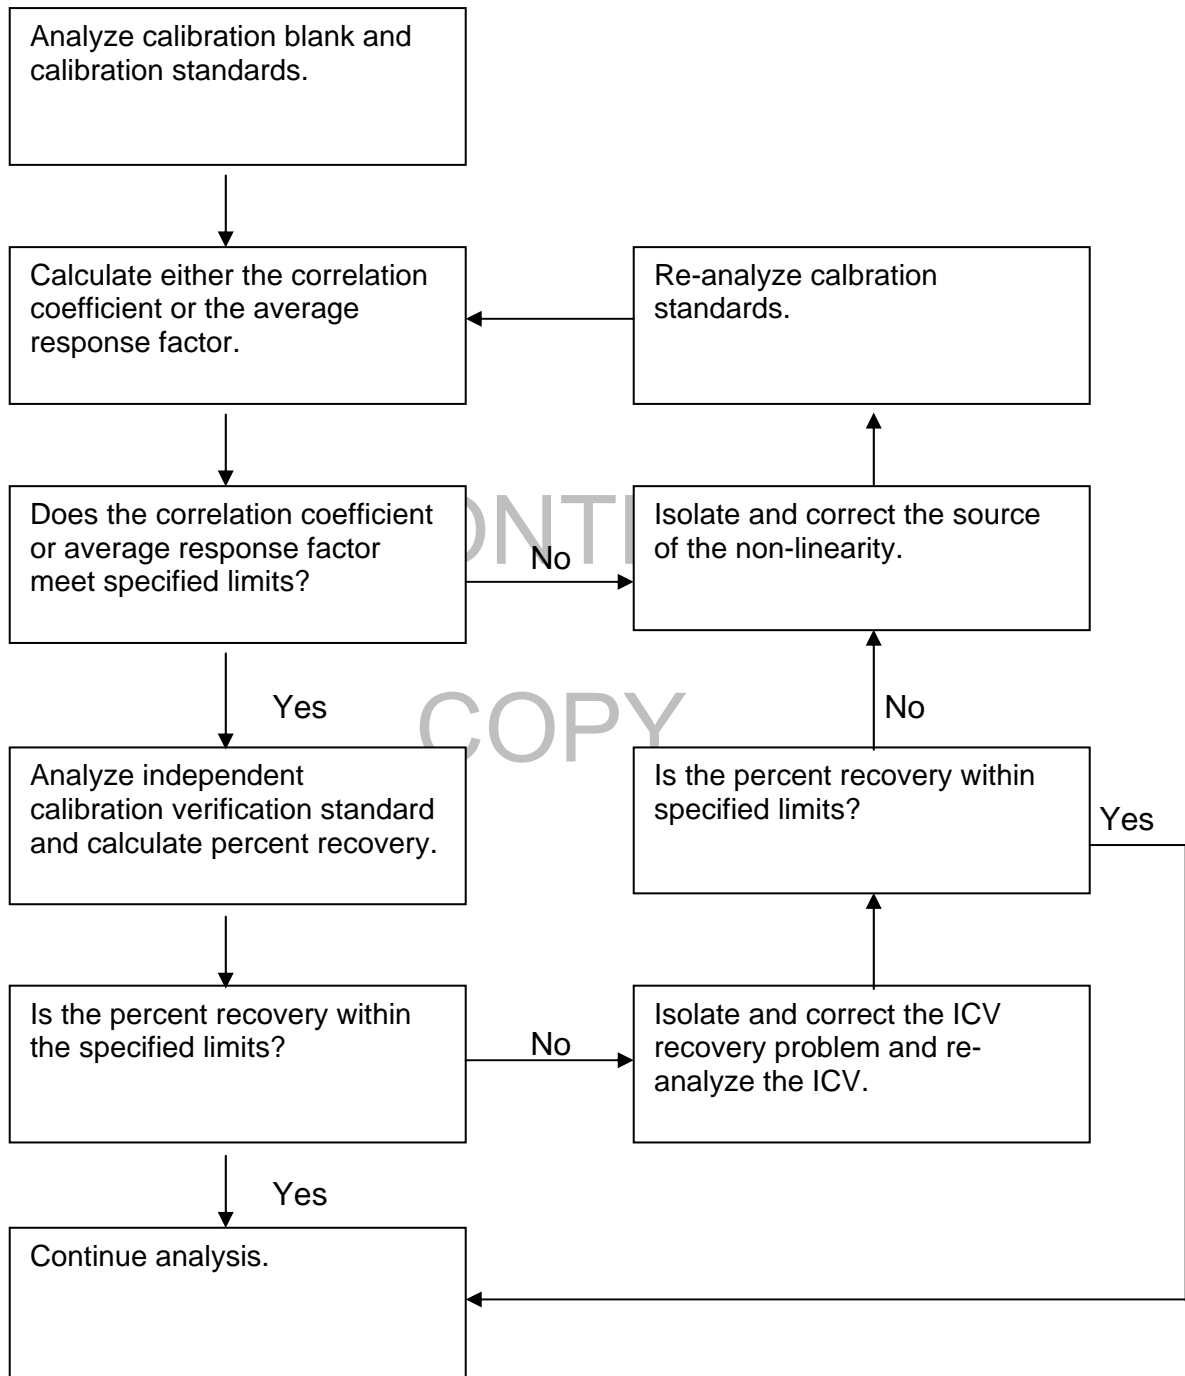 Analyze calibration blank and
calibration standards.
Calculate either the correlation
coefficient or the average
response factor.
Re-analyze calbration
standards.
Does the correlation coefficient
or average response factor
meet specified limits?
No
Isolate and correct the source
of the non-linearity.
Yes
COPY
No
Analyze independent
calibration verification standard
and calculate percent recovery.
Is the percent recovery within
specified limits?
Yes
Is the percent recovery within
the specified limits?
No
Isolate and correct the ICV
recovery problem and re-
analyze the ICV.
Yes
Continue analysis.